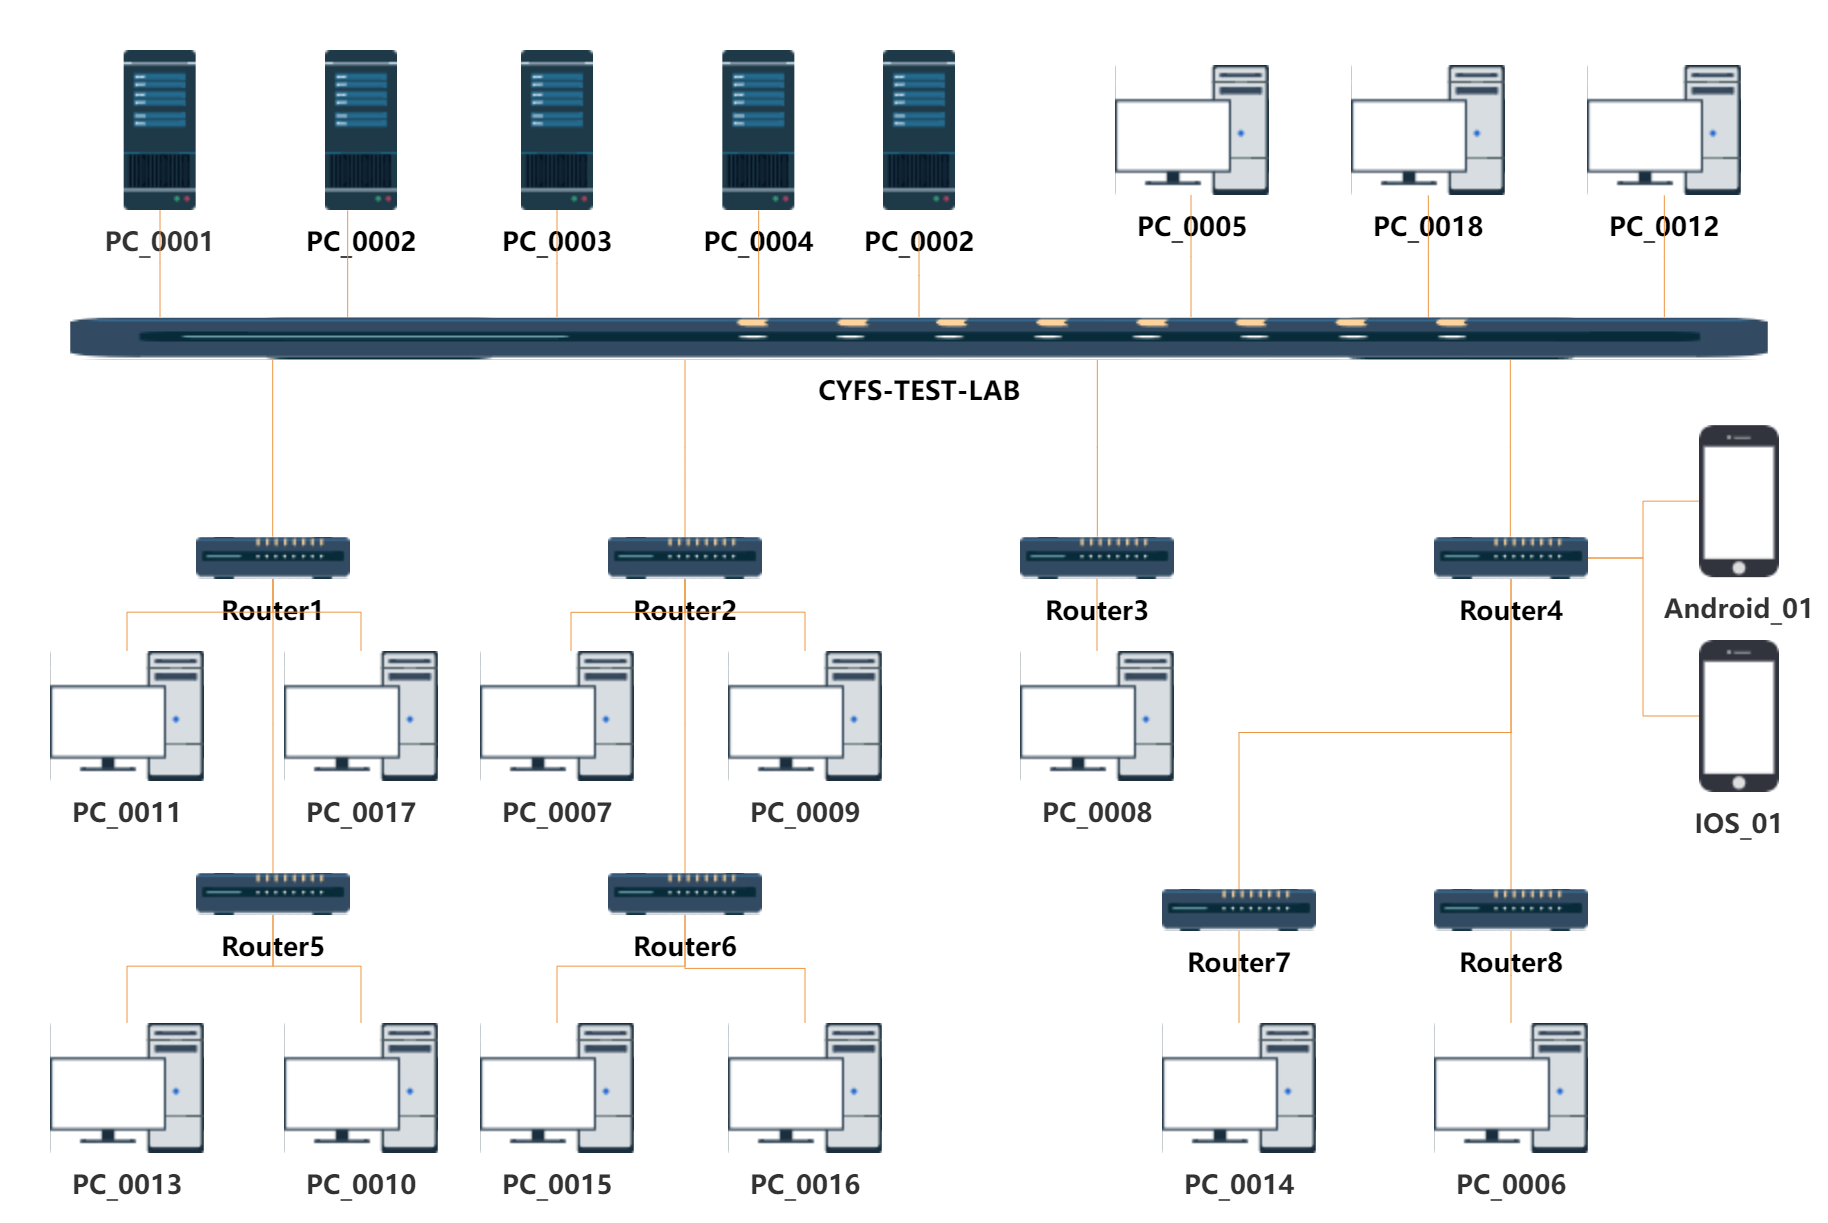 PC_0001
PC_0002
PC_0003
PC_0004
PC_0002
PC_0005
PC_0018
PC_0012
CYFS-TEST-LAB
Router1
Router2
Router3
Router4
Android_01
PC_0011
PC_0017
PC_0007
PC_0009
PC_0008
IOS_01
Router5
Router6
Router7
Router8
PC_0013
PC_0010
PC_0015
PC_0016
PC_0014
PC_0006